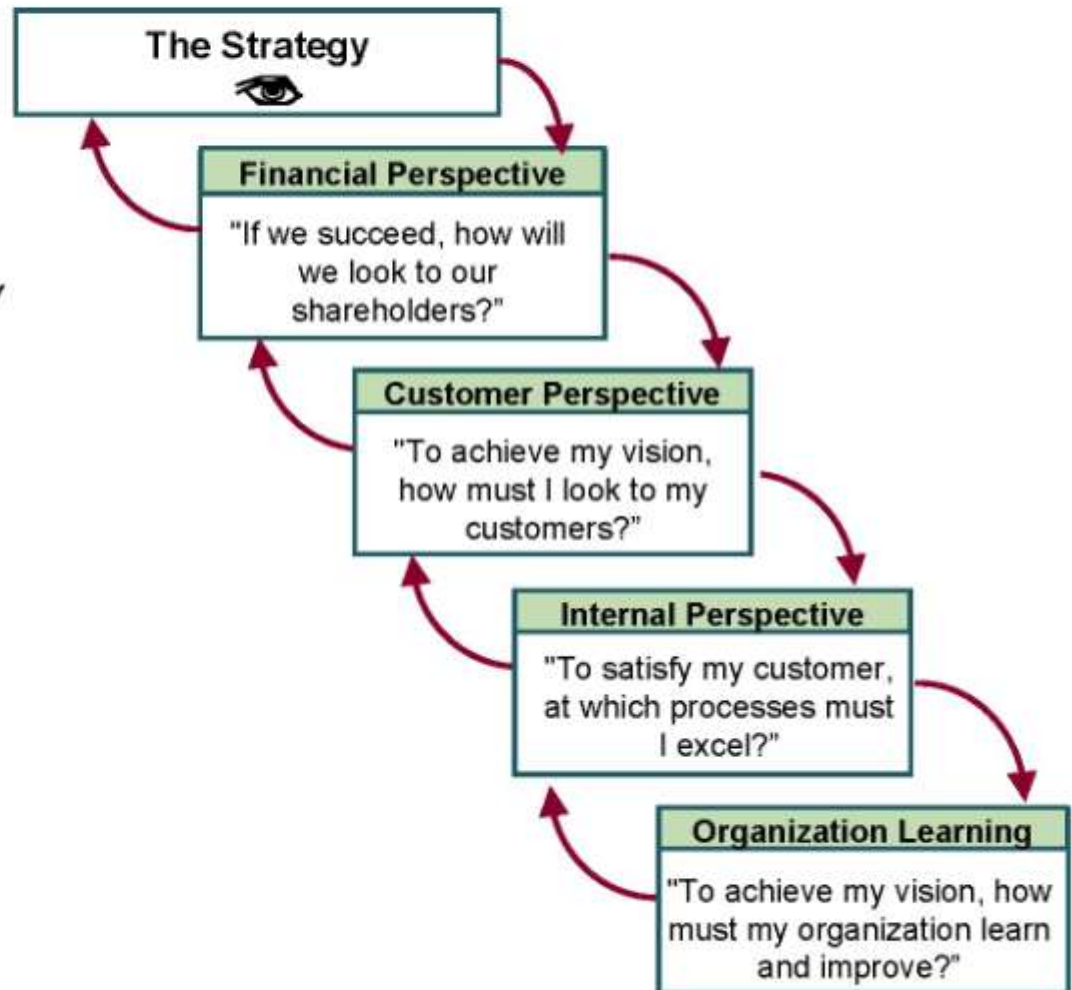 The Strategy
Financial Perspective
"If we succeed, how will
we look to our
shareholders?”
Customer Perspective
"To achieve my vision,
how must I look to my
customers?”
Internal Perspective
"To satisfy my customer,
at which processes must
I excel?”
Organization Learning
"To achieve my vision, how
must my organization learn
and improve?”